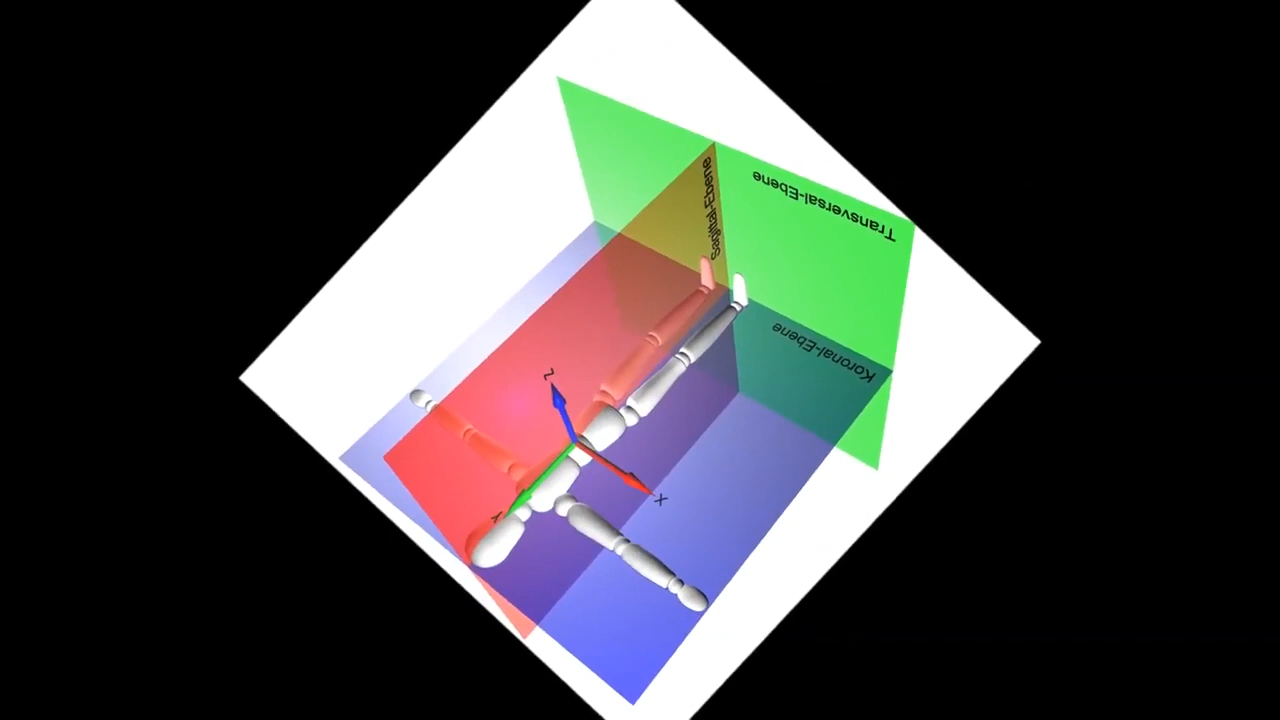 Sagittal-Ebene
Transversal-Ebene
Koronal-Ebene
Z
X
Y